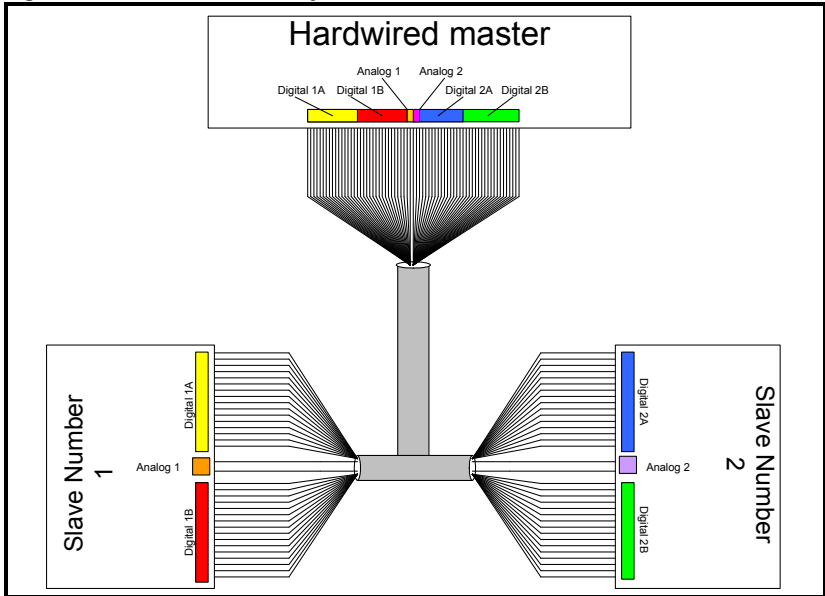 Hardwired master
Analog 1
Analog 2
Digital 1A
Digital 1B
Digital 2A
Digital 2B
Slave Number
1
Digital 1A
Analog 1
Digital 1B
Digital 2A
Analog 2
Digital 2B
Slave Number
2